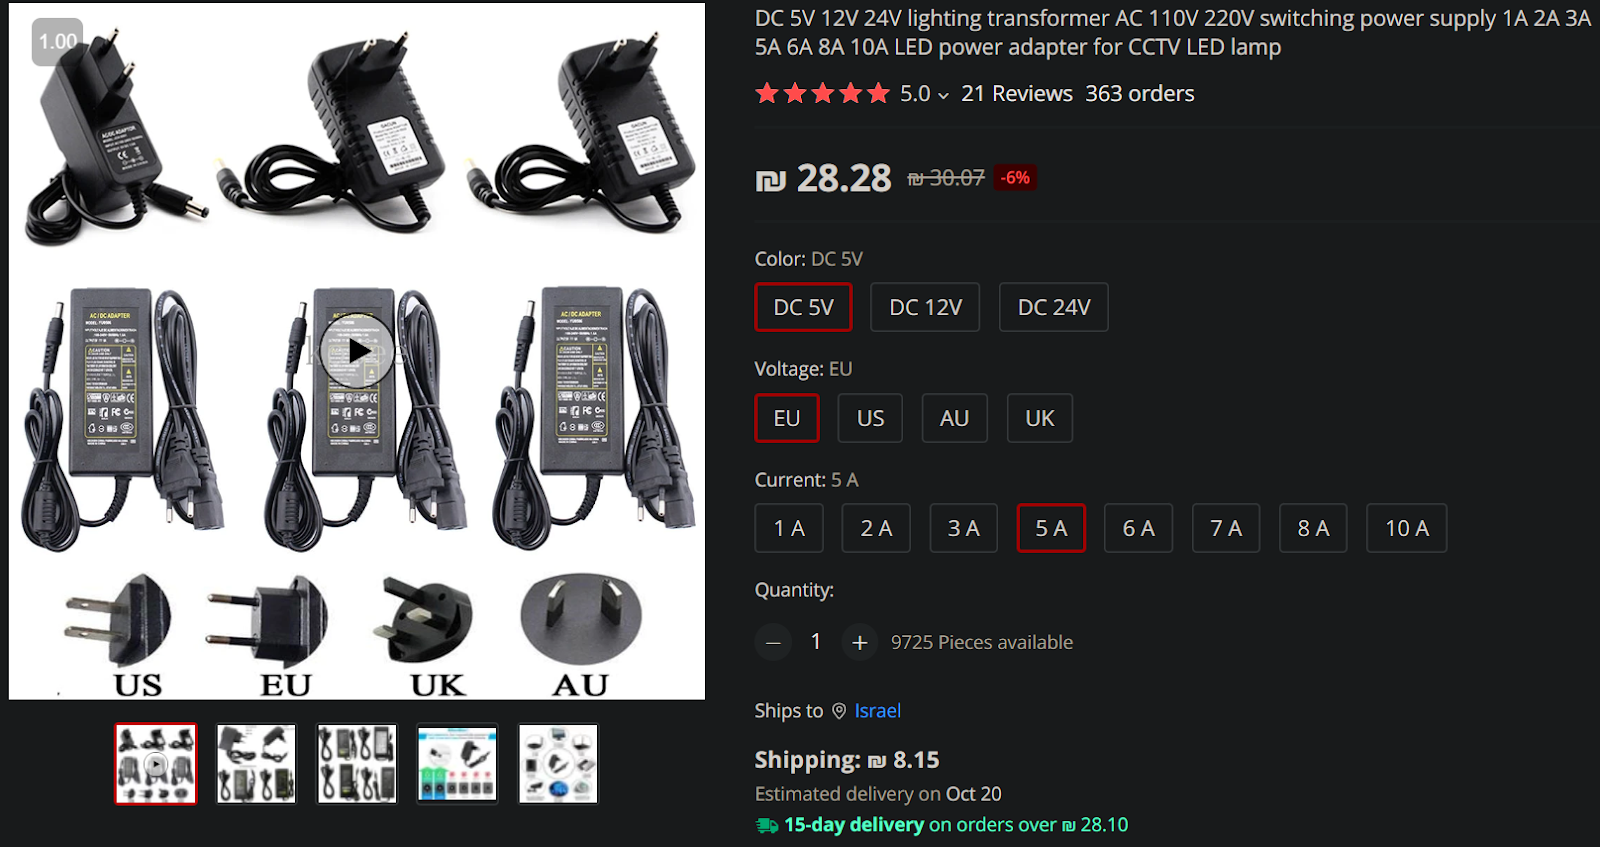 1.00
AC/DC ADAPTER
US
EU
UK
AU
DC 5V 12V 24V lighting transformer AC 110V 220V switching power supply 1A 2A 3A
5A 6A 8A 10A LED power adapter for CCTV LED lamp
5.0 21 Reviews 363 orders
₪ 28.28 ₪ 30.07 -6%
Color: DC 5V
DC 5V DC 12V DC 24V
Voltage: EU
EU US AU UK
Current: 5 A
1 A 2 A 3 A 5 A 6 A 7 A 8 A 10 A
Quantity:
1 9725 Pieces available
Ships to Israel
Shipping: ₪ 8.15
Estimated delivery on Oct 20
15-day delivery on orders over ₪ 28.10